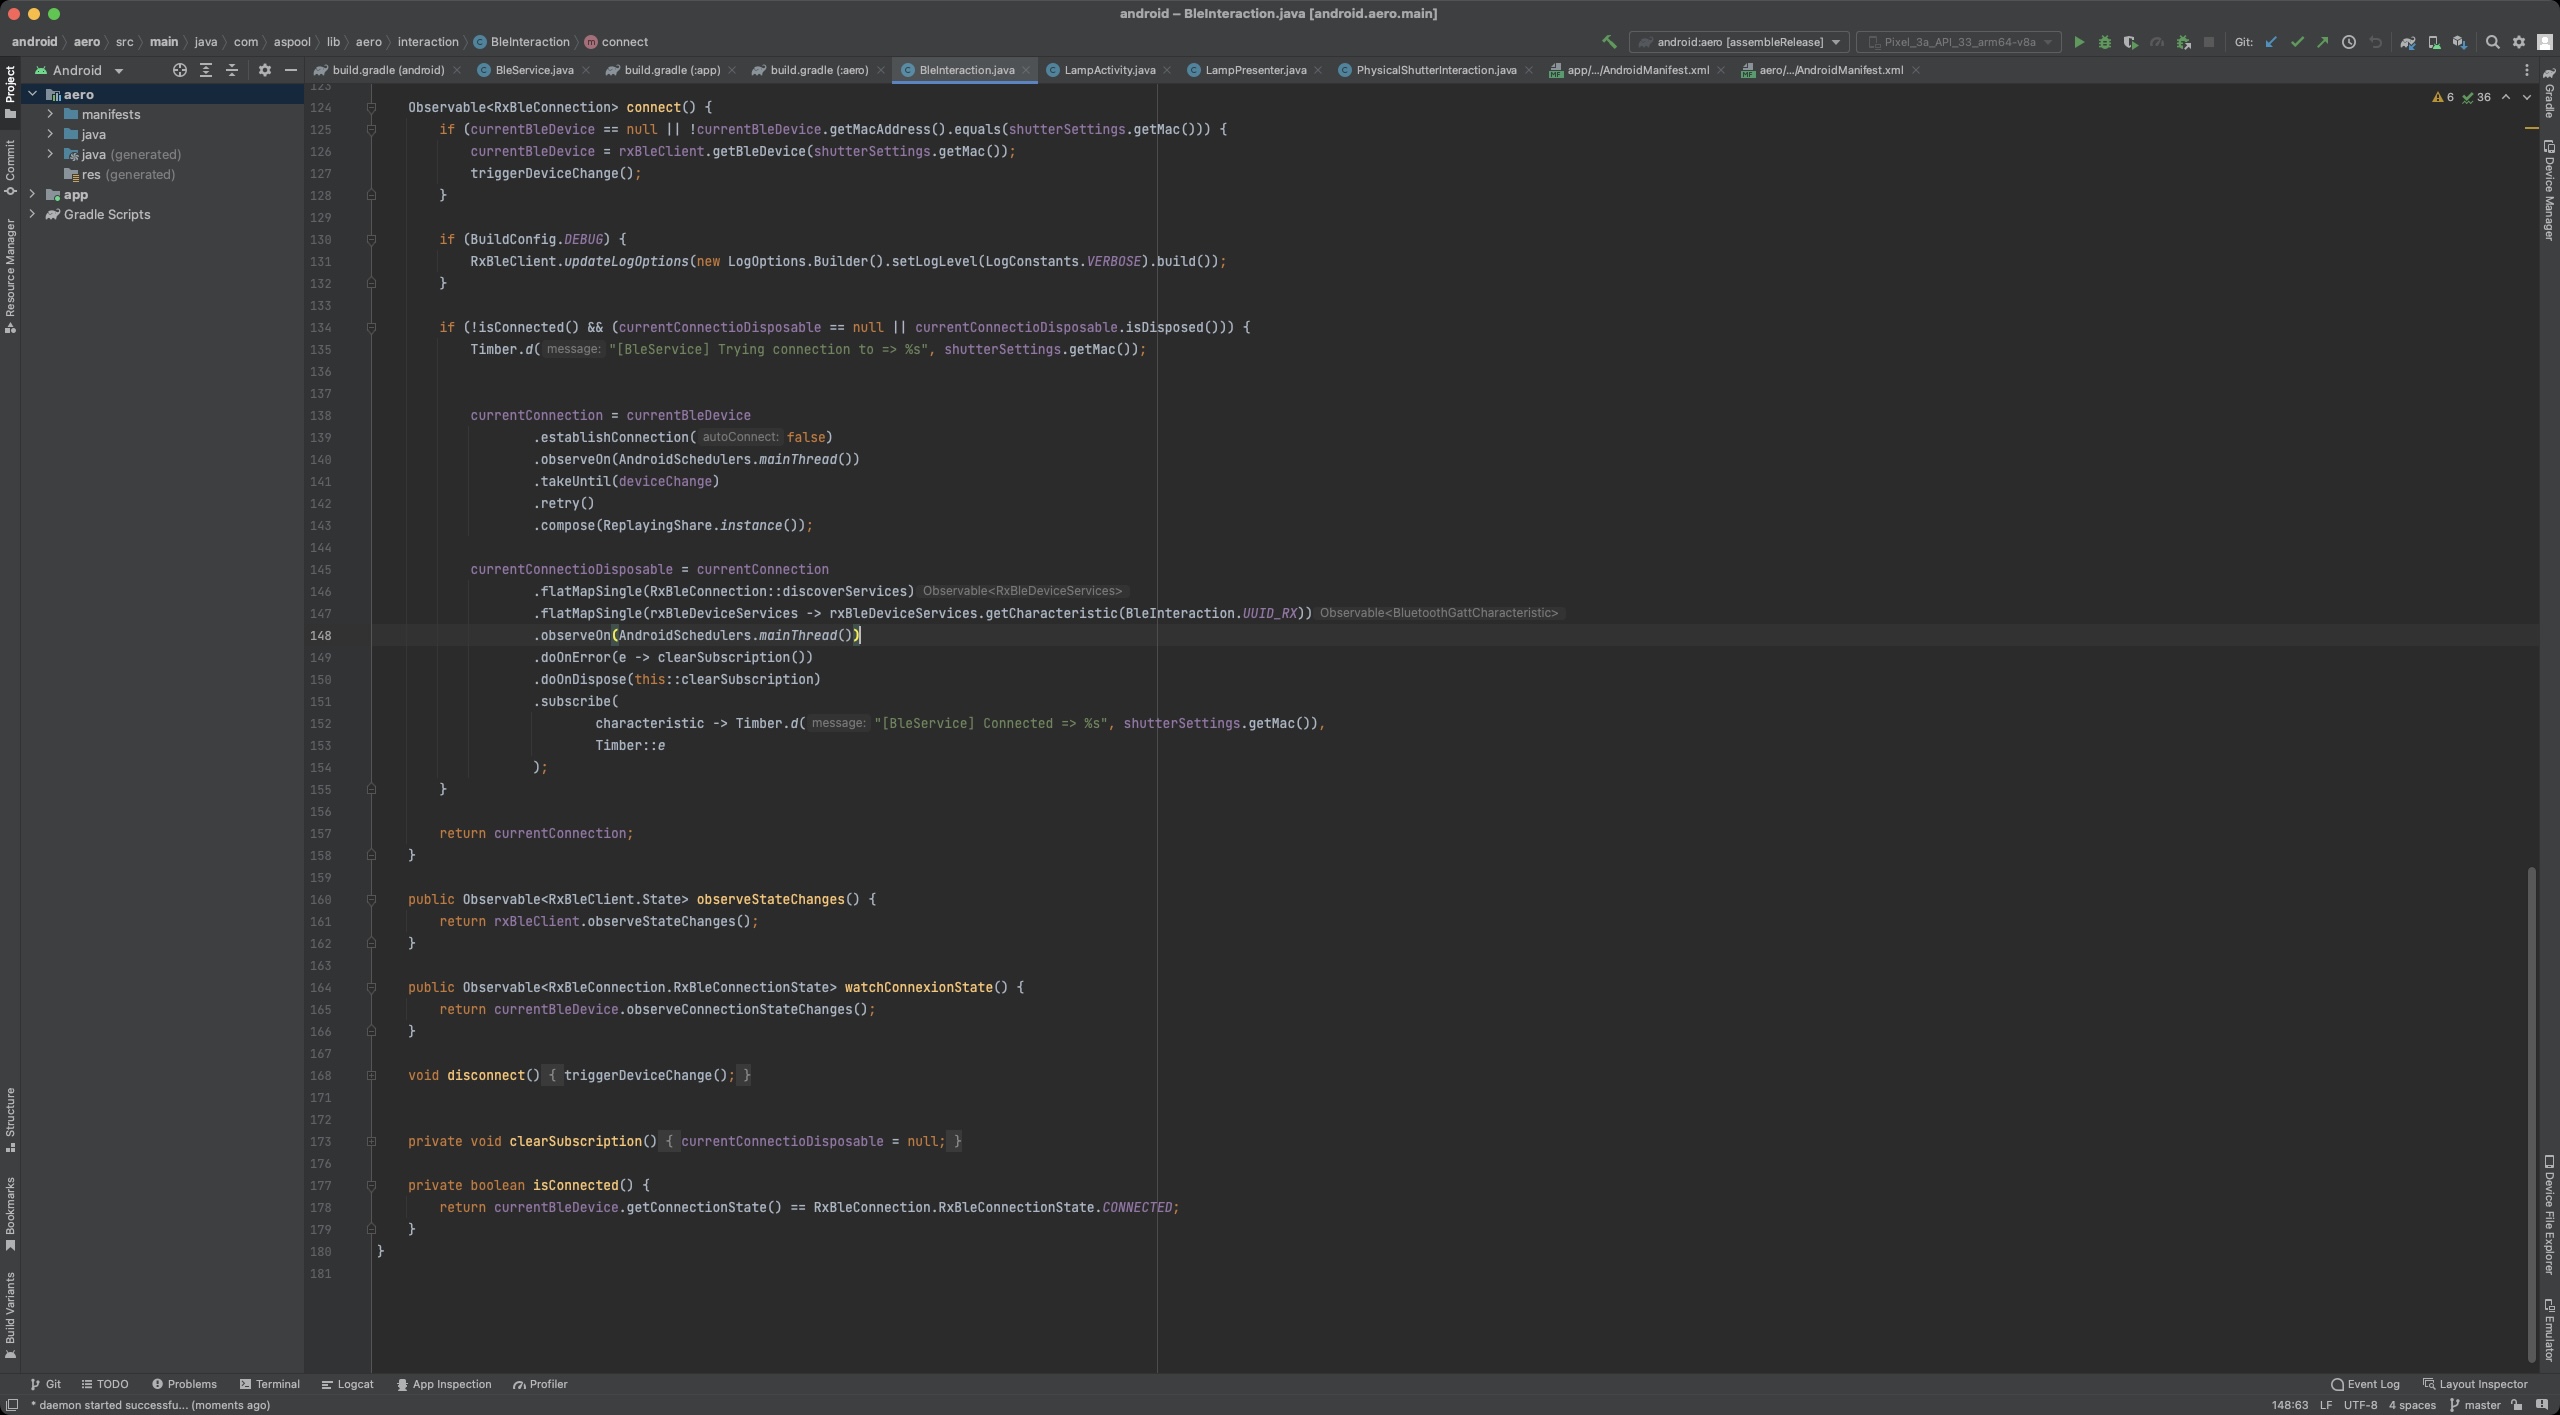 android – BleInteraction.java [android.aero.main]
android aero src main java com aspool lib aero interaction BleInteraction connect
android:aero [assembleRelease] Pixel_3a_API_33_arm64-v8a Git:
Android
build.gradle (android) BleService.java build.gradle (:app) build.gradle (:aero) BleInteraction.java LampActivity.java LampPresenter.java PhysicalShutterInteraction.java app/.../AndroidManifest.xml aero/.../AndroidManifest.xml
Project
Commit
Resource Manager
Structure
Bookmarks
Build Variants
aero
manifests
java
java (generated)
res (generated)
app
Gradle Scripts
6 36
123
124 Observable<RxBleConnection> connect() {
125 if (currentBleDevice == null || !currentBleDevice.getMacAddress().equals(shutterSettings.getMac())) {
126 currentBleDevice = rxBleClient.getBleDevice(shutterSettings.getMac());
127 triggerDeviceChange();
128 }
129
130 if (BuildConfig.DEBUG) {
131 RxBleClient.updateLogOptions(new LogOptions.Builder().setLogLevel(LogConstants.VERBOSE).build());
132 }
133
134 if (!isConnected() && (currentConnectioDisposable == null || currentConnectioDisposable.isDisposed())) {
135 Timber.d( message: "[BleService] Trying connection to => %s", shutterSettings.getMac());
136
137
138 currentConnection = currentBleDevice
139 .establishConnection( autoConnect: false)
140 .observeOn(AndroidSchedulers.mainThread())
141 .takeUntil(deviceChange)
142 .retry()
143 .compose(ReplayingShare.instance());
144
145 currentConnectioDisposable = currentConnection
146 .flatMapSingle(RxBleConnection::discoverServices) Observable<RxBleDeviceServices>
147 .flatMapSingle(rxBleDeviceServices -> rxBleDeviceServices.getCharacteristic(BleInteraction.UUID_RX)) Observable<BluetoothGattCharacteristic>
148 .observeOn(AndroidSchedulers.mainThread())
149 .doOnError(e -> clearSubscription())
150 .doOnDispose(this::clearSubscription)
151 .subscribe(
152 characteristic -> Timber.d( message: "[BleService] Connected => %s", shutterSettings.getMac()),
153 Timber::e
154 );
155 }
156
157 return currentConnection;
158 }
159
160 public Observable<RxBleClient.State> observeStateChanges() {
161 return rxBleClient.observeStateChanges();
162 }
163
164 public Observable<RxBleConnection.RxBleConnectionState> watchConnexionState() {
165 return currentBleDevice.observeConnectionStateChanges();
166 }
167
168 void disconnect() { triggerDeviceChange(); }
171
172
173 private void clearSubscription() { currentConnectioDisposable = null; }
176
177 private boolean isConnected() {
178 return currentBleDevice.getConnectionState() == RxBleConnection.RxBleConnectionState.CONNECTED;
179 }
180 }
181
Gradle
Device Manager
Device File Explorer
Emulator
Git TODO Problems Terminal Logcat App Inspection Profiler Event Log Layout Inspector
* daemon started successfu... (moments ago) 148:63 LF UTF-8 4 spaces master